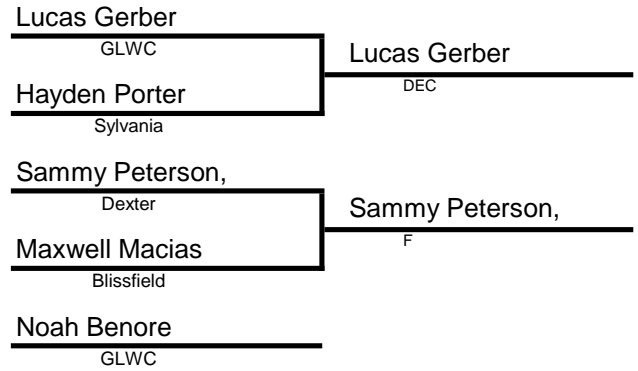 Lucas Gerber
GLWC
Lucas Gerber
DEC
Hayden Porter
Sylvania
Sammy Peterson,
Dexter
Sammy Peterson,
F
Maxwell Macias
Blissfield
Noah Benore
GLWC